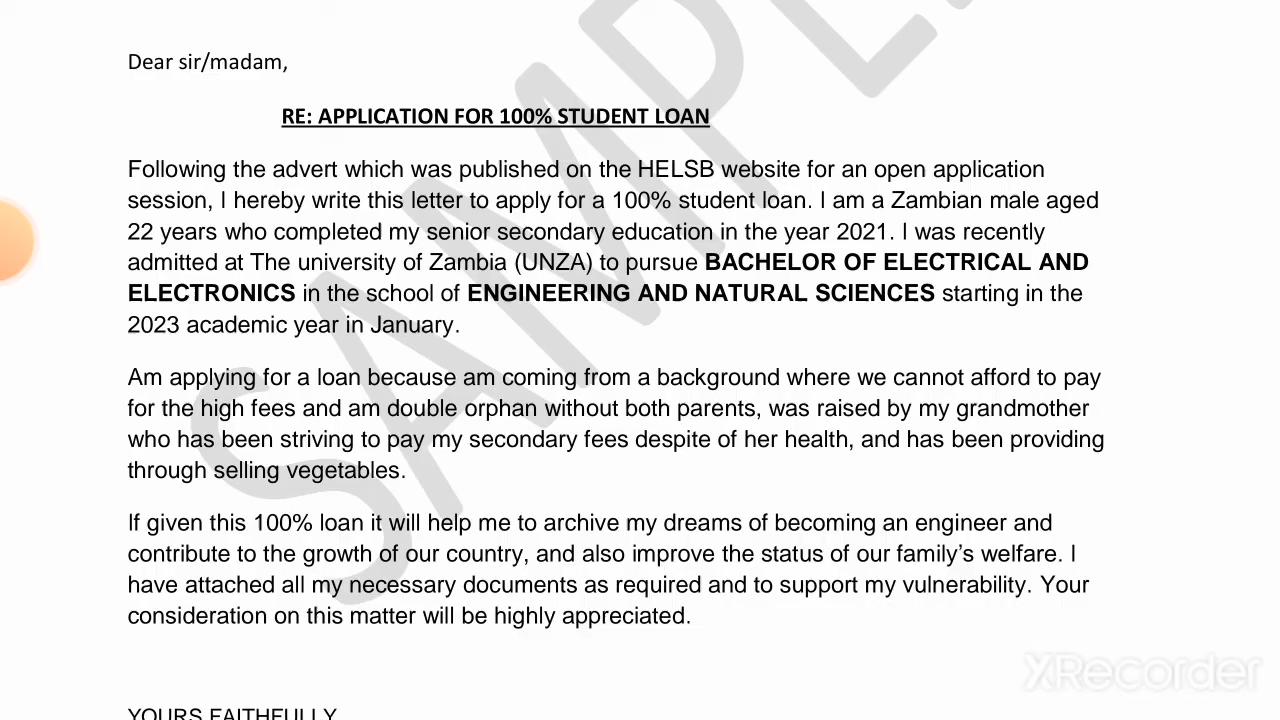 Dear sir/madam,
RE: APPLICATION FOR 100% STUDENT LOAN
Following the advert which was published on the HELSB website for an open application
session, I hereby write this letter to apply for a 100% student loan. I am a Zambian male aged
22 years who completed my senior secondary education in the year 2021. I was recently
admitted at The university of Zambia (UNZA) to pursue BACHELOR OF ELECTRICAL AND
ELECTRONICS in the school of ENGINEERING AND NATURAL SCIENCES starting in the
2023 academic year in January.
Am applying for a loan because am coming from a background where we cannot afford to pay
for the high fees and am double orphan without both parents, was raised by my grandmother
who has been striving to pay my secondary fees despite of her health, and has been providing
through selling vegetables.
If given this 100% loan it will help me to archive my dreams of becoming an engineer and
contribute to the growth of our country, and also improve the status of our family’s welfare. I
have attached all my necessary documents as required and to support my vulnerability. Your
consideration on this matter will be highly appreciated.
YOURS FAITHFULLY
SAMPLE
XRecorder